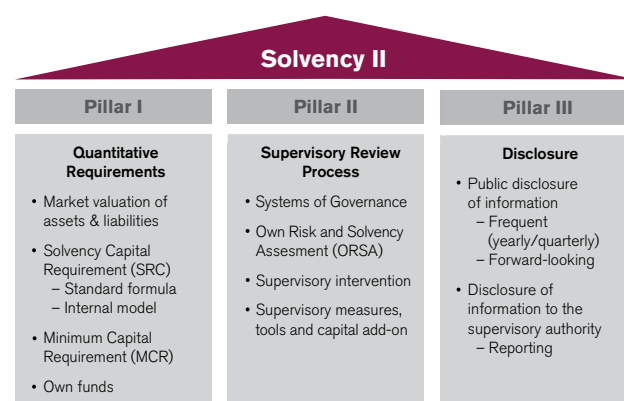 Solvency II
Pillar I
Quantitative
Requirements
• Market valuation of
assets & liabilities
• Solvency Capital
Requirement (SRC)
– Standard formula
– Internal model
• Minimum Capital
Requirement (MCR)
• Own funds
Pillar II
Supervisory Review
Process
• Systems of Governance
• Own Risk and Solvency
Assesment (ORSA)
• Supervisory intervention
• Supervisory measures,
tools and capital add-on
Pillar III
Disclosure
• Public disclosure
of information
– Frequent
(yearly/quarterly)
– Forward-looking
• Disclosure of
information to the
supervisory authority
– Reporting